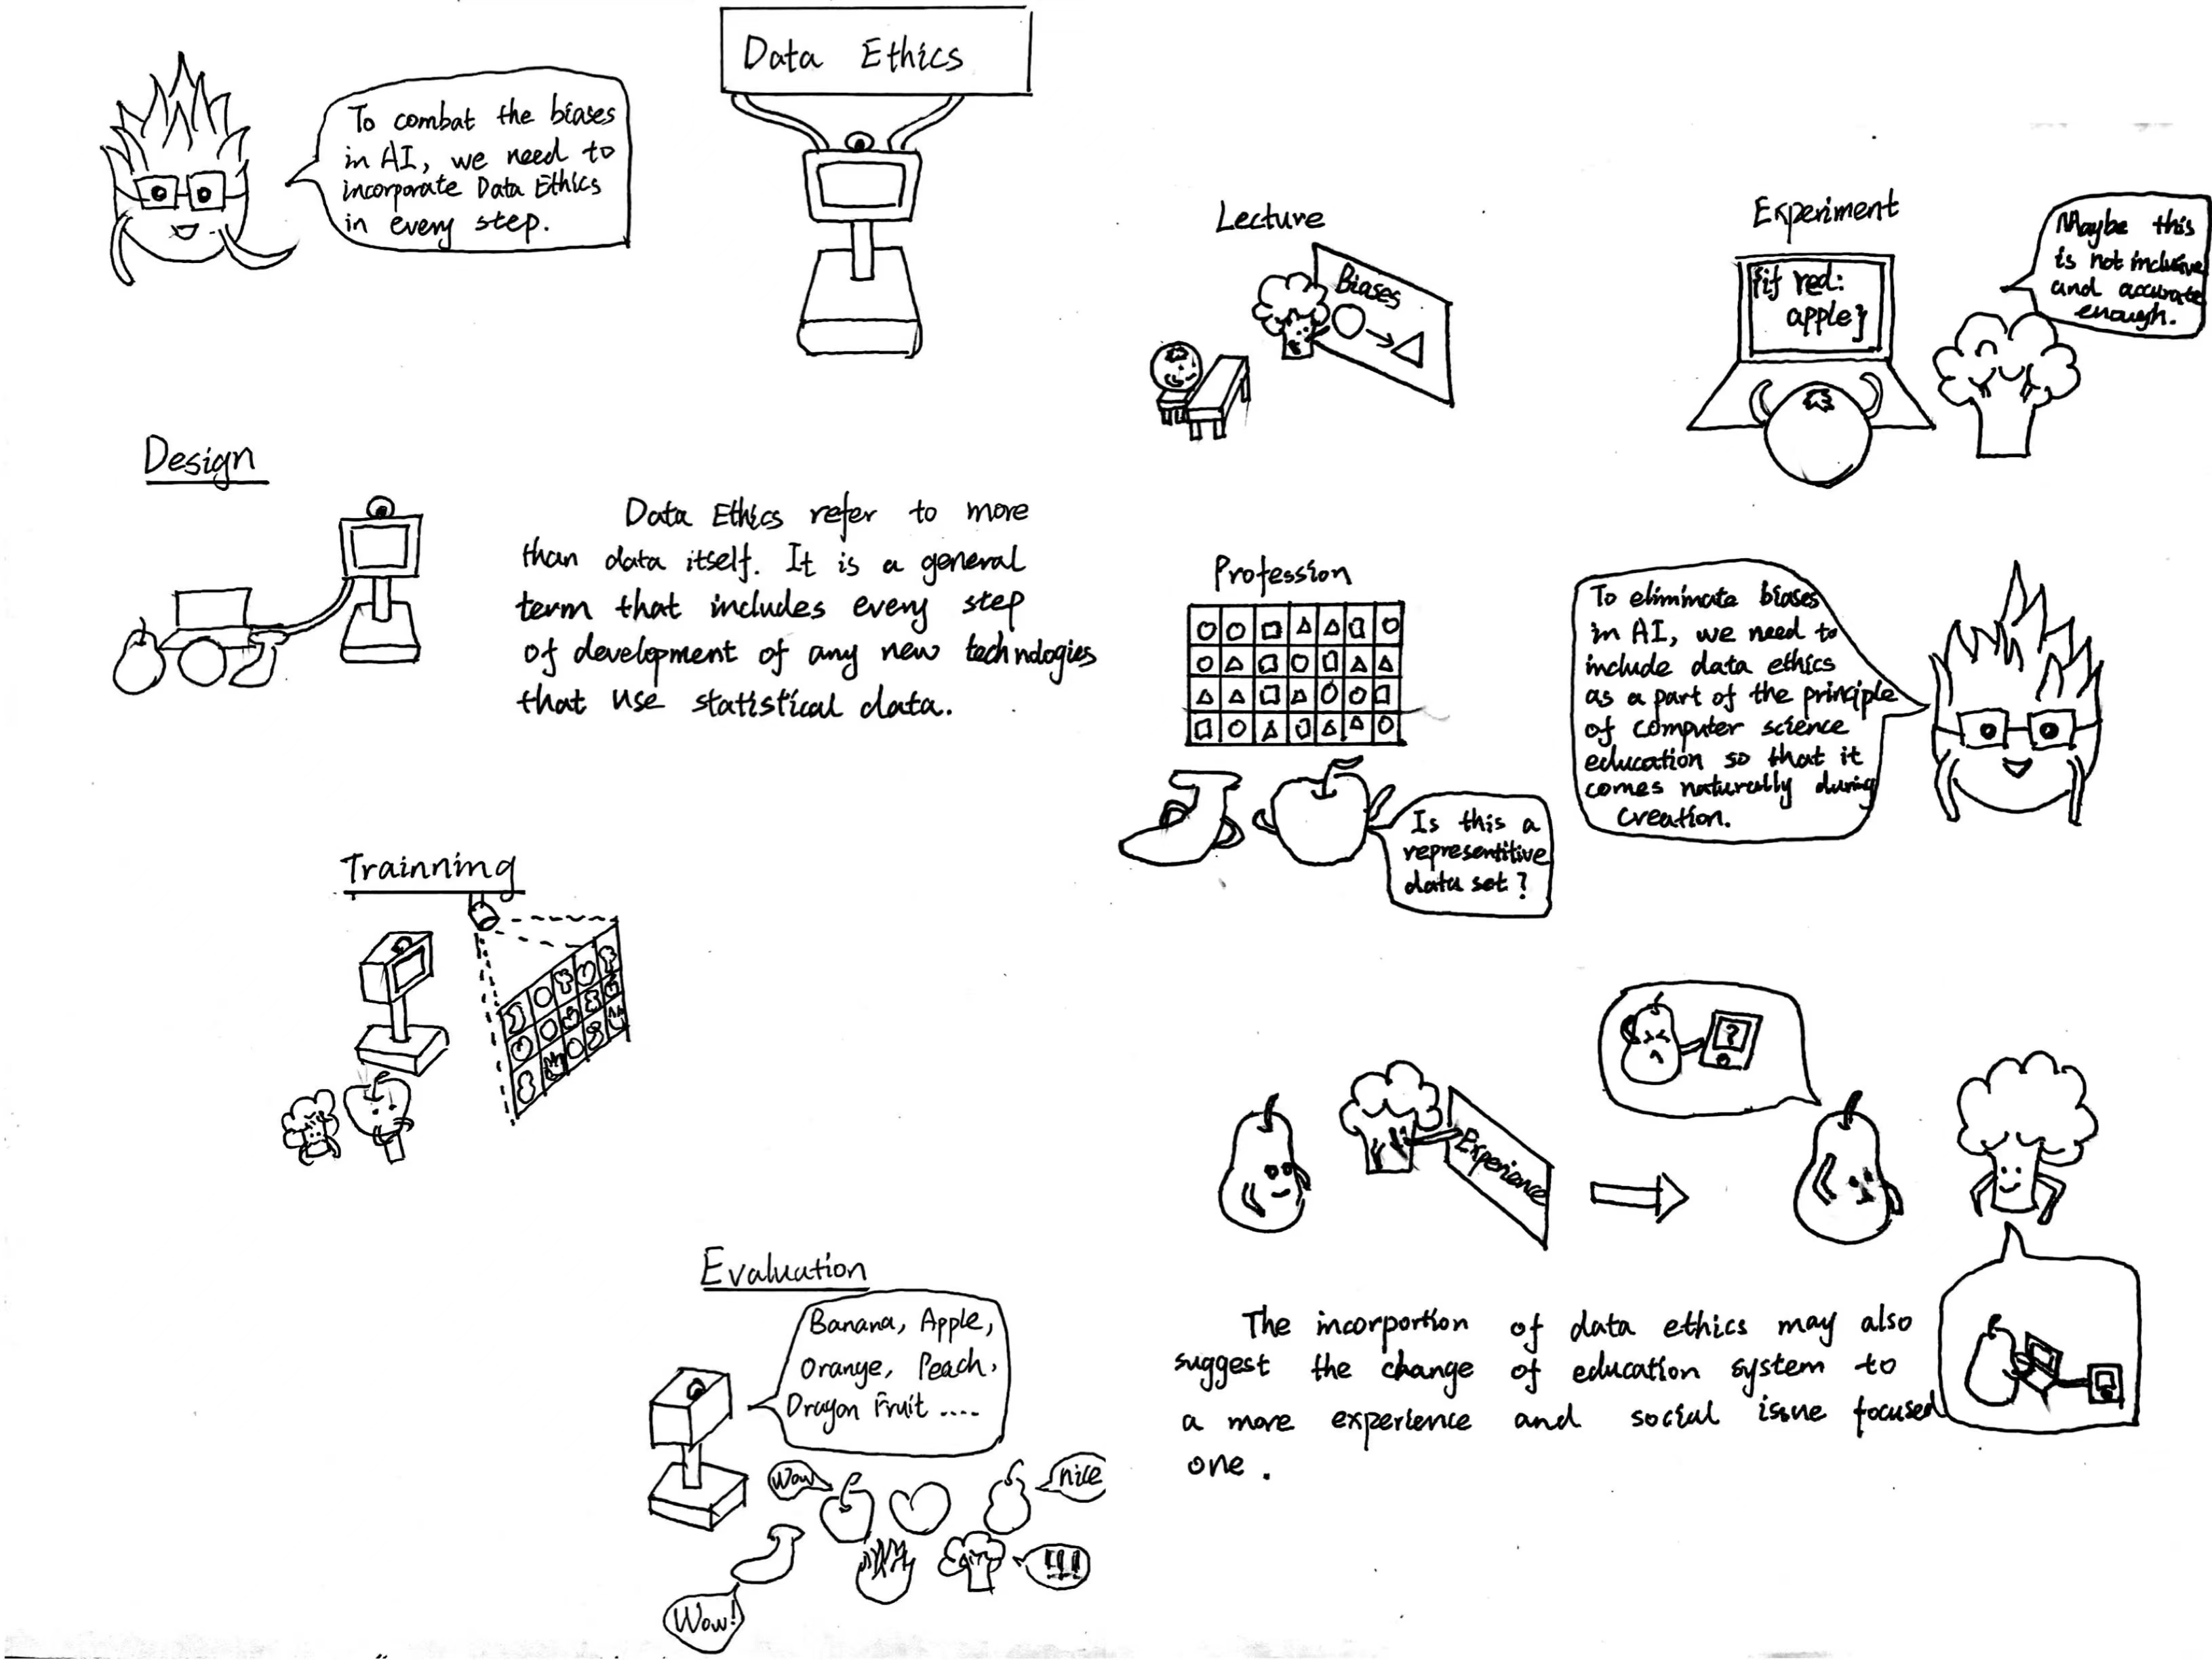 To combat the biases
in AI, we need to
incorporate Data Ethics
in every step.
Data Ethics
Design
Data Ethics refer to more
than data itself. It is a general
term that includes every step
of development of any new technologies
that use statistical data.
Trainning
Evaluation
Banana, Apple,
Orange, Peach,
Dragon Fruit ....
Wow
nice
!!!
Wow!
Lecture
Biases
Experiment
{if red:
apple}
Maybe this
is not inclusive
and accurate
enough.
Profession
Is this a
representitive
data set?
To eliminate biases
in AI, we need to
include data ethics
as a part of the principle
of computer science
education so that it
comes naturally during
creation.
Experience
?
The incorportion of data ethics may also
suggest the change of education system to
a more experience and social issue focused
one.